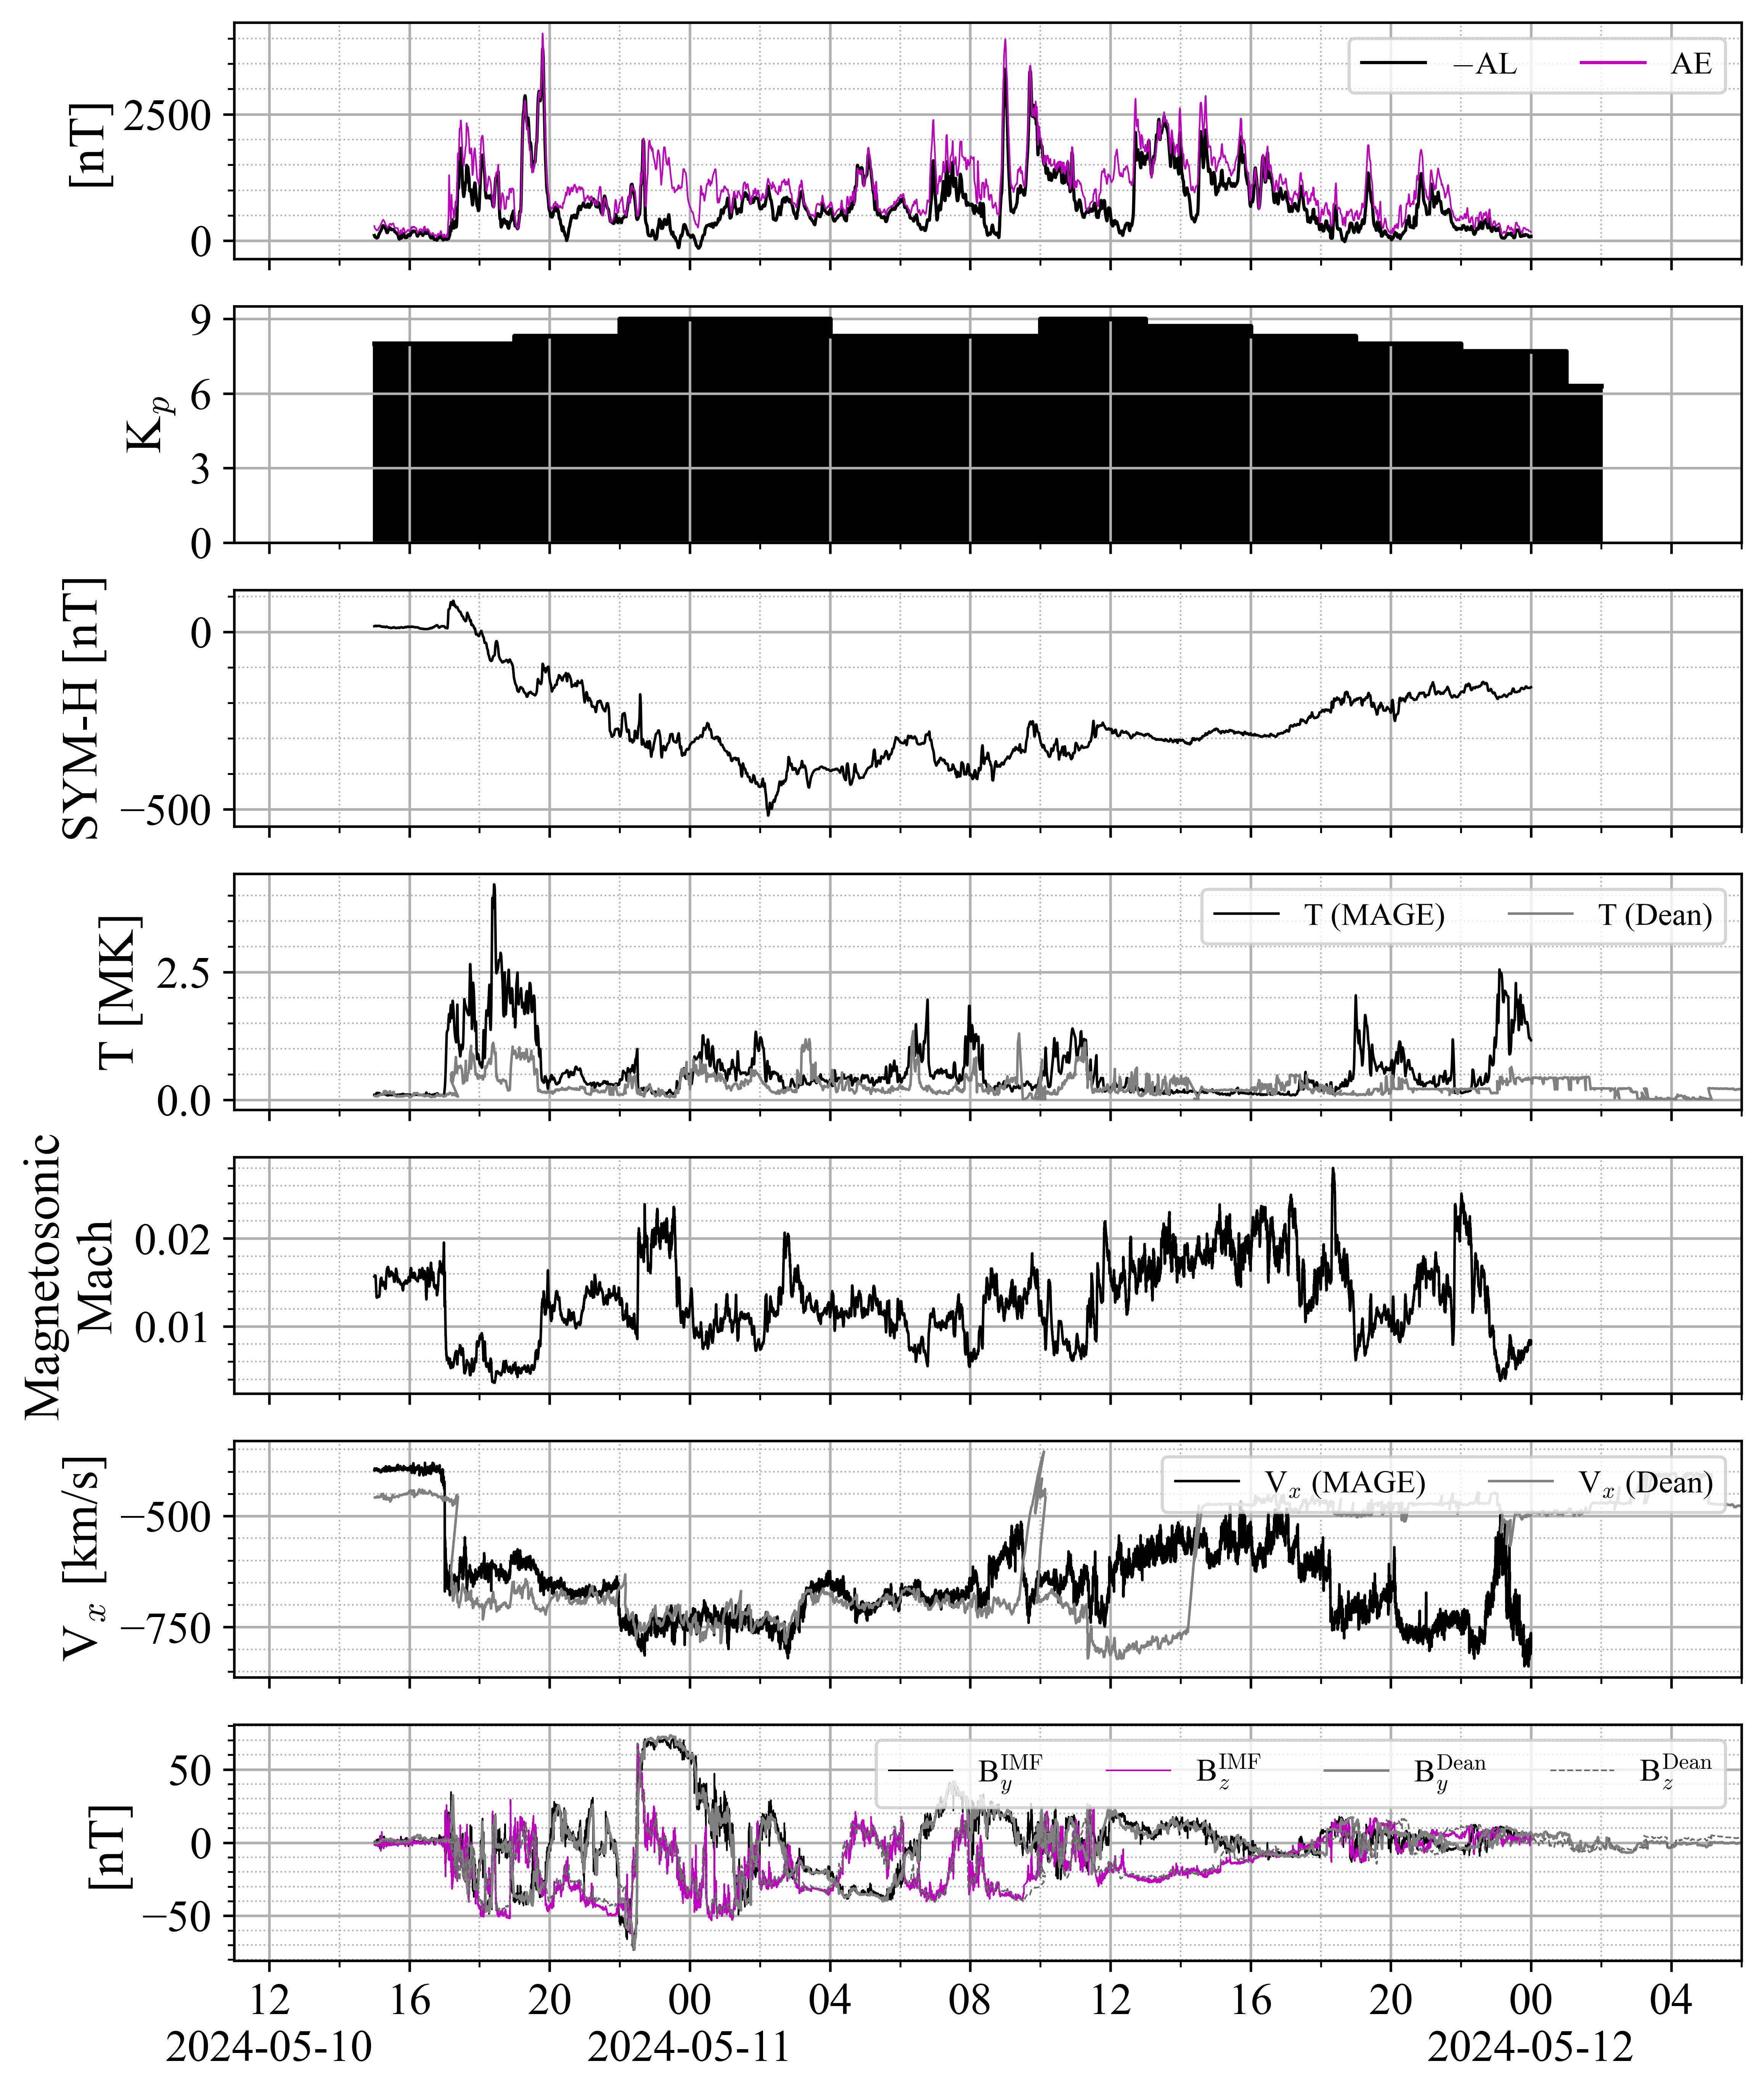 −AL AE
[nT]
2500
0
K_p
9
6
3
0
SYM-H [nT]
0
−500
T (MAGE) T (Dean)
T [MK]
2.5
0.0
Magnetosonic
Mach
0.02
0.01
V_x (MAGE) V_x (Dean)
V_x [km/s]
−500
−750
B_y^IMF B_z^IMF B_y^Dean B_z^Dean
[nT]
50
0
−50
12 16 20 00 04 08 12 16 20 00 04
2024-05-10 2024-05-11 2024-05-12